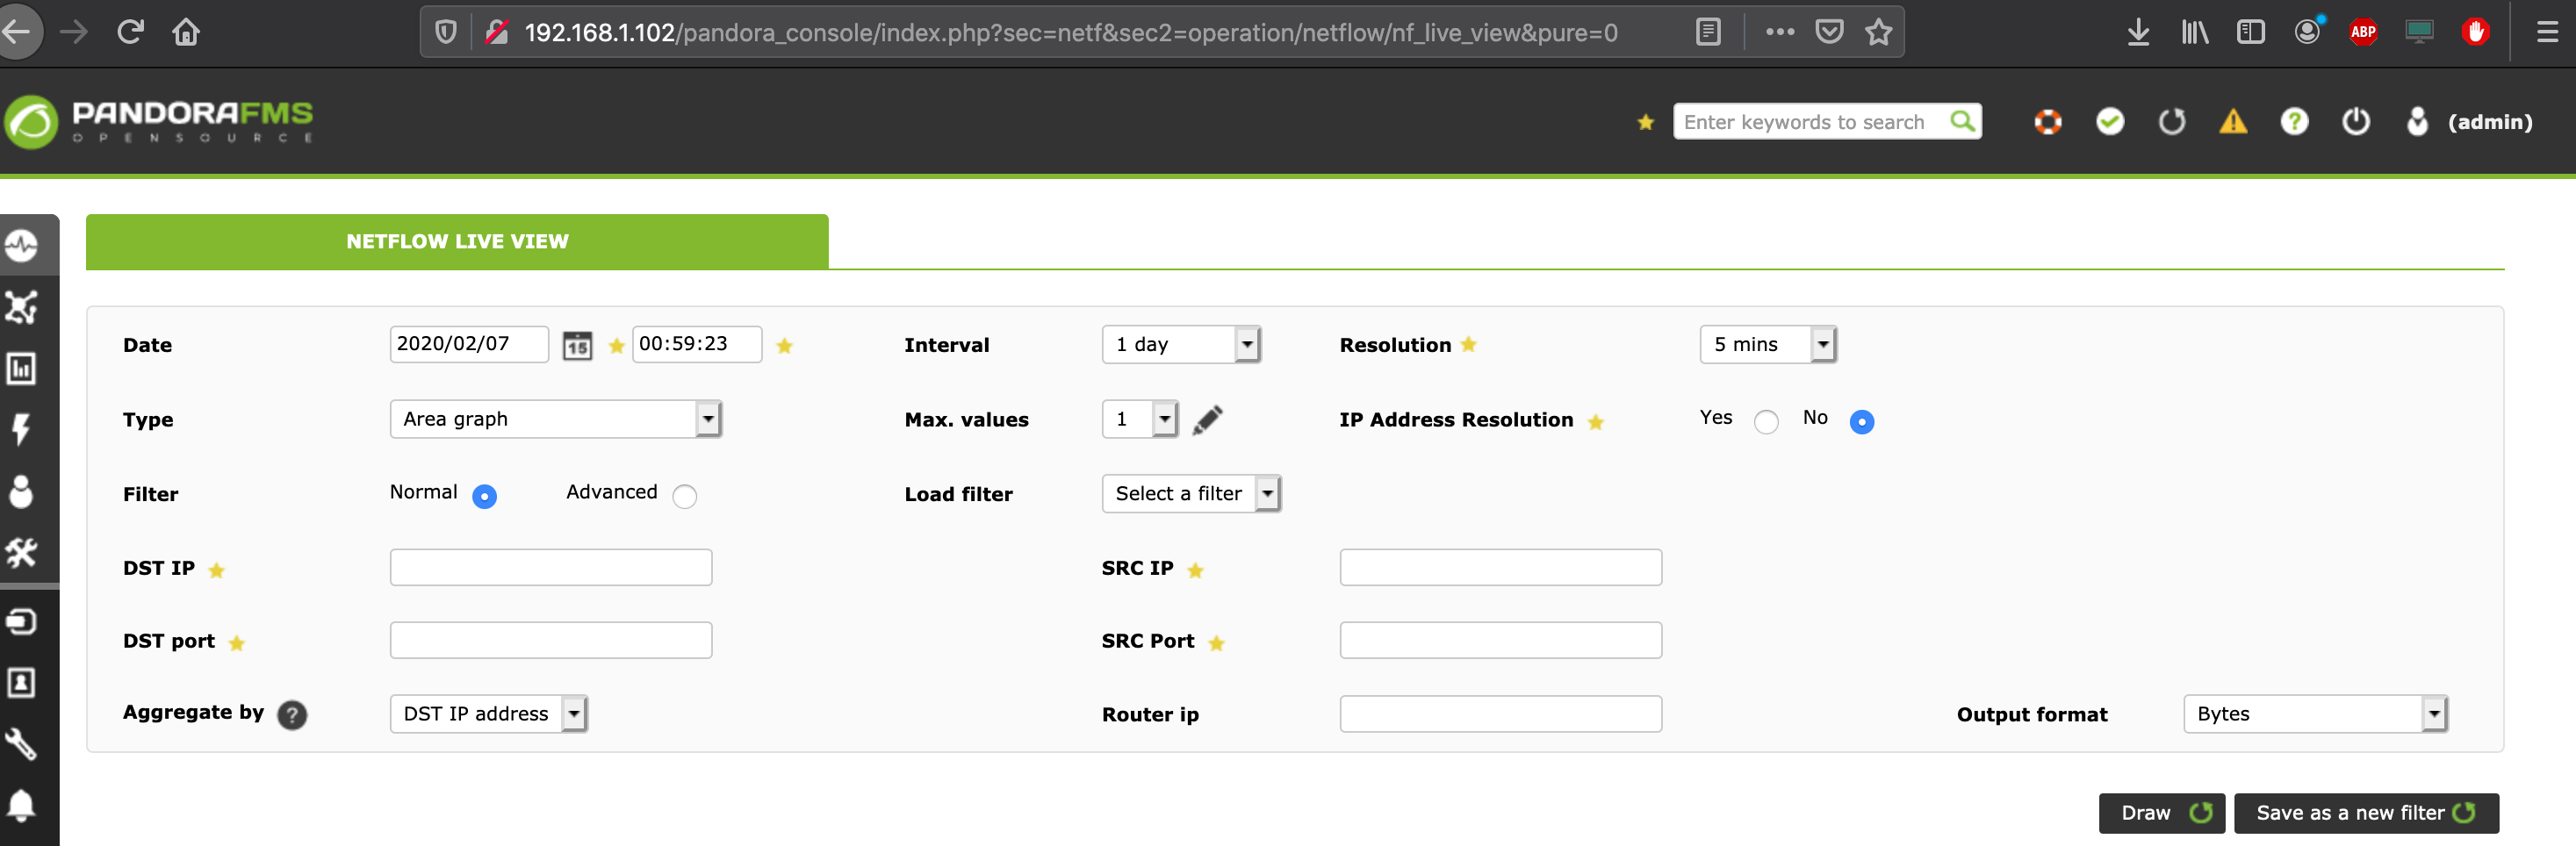 192.168.1.102/pandora_console/index.php?sec=netf&sec2=operation/netflow/nf_live_view&pure=0
ABP
PANDORAFMS
OPENSOURCE
Enter keywords to search
(admin)
NETFLOW LIVE VIEW
Date 2020/02/07 15 00:59:23 Interval 1 day Resolution 5 mins
Type Area graph Max. values 1 IP Address Resolution Yes No
Filter Normal Advanced Load filter Select a filter
DST IP SRC IP
DST port SRC Port
Aggregate by ? DST IP address Router ip Output format Bytes
Draw Save as a new filter